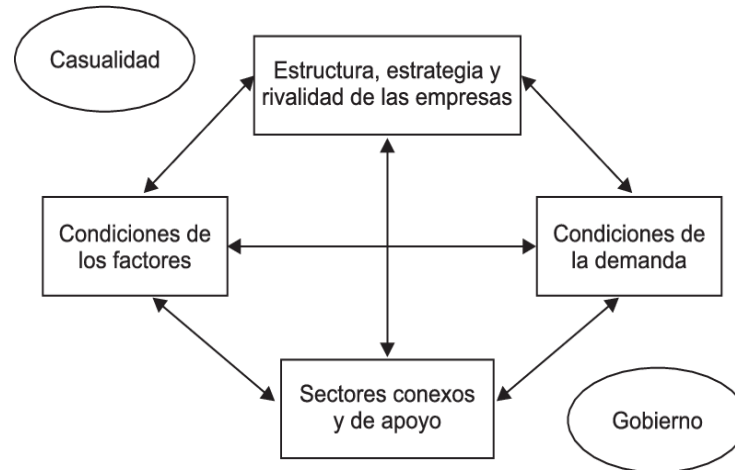 Casualidad
Estructura, estrategia y
rivalidad de las empresas
Condiciones de
los factores
Condiciones de
la demanda
Sectores conexos
y de apoyo
Gobierno